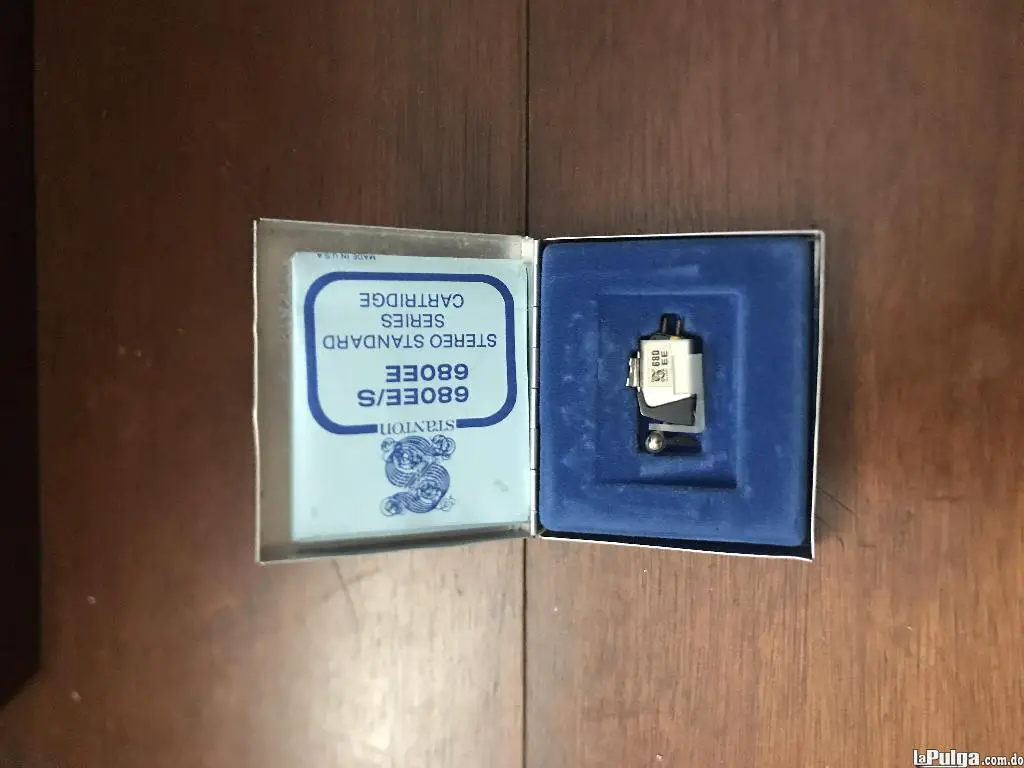 MADE IN U.S.A
STANTON
680EE/S
680EE
STEREO STANDARD
SERIES
CARTRIDGE
680
EE
laPulga.com.do